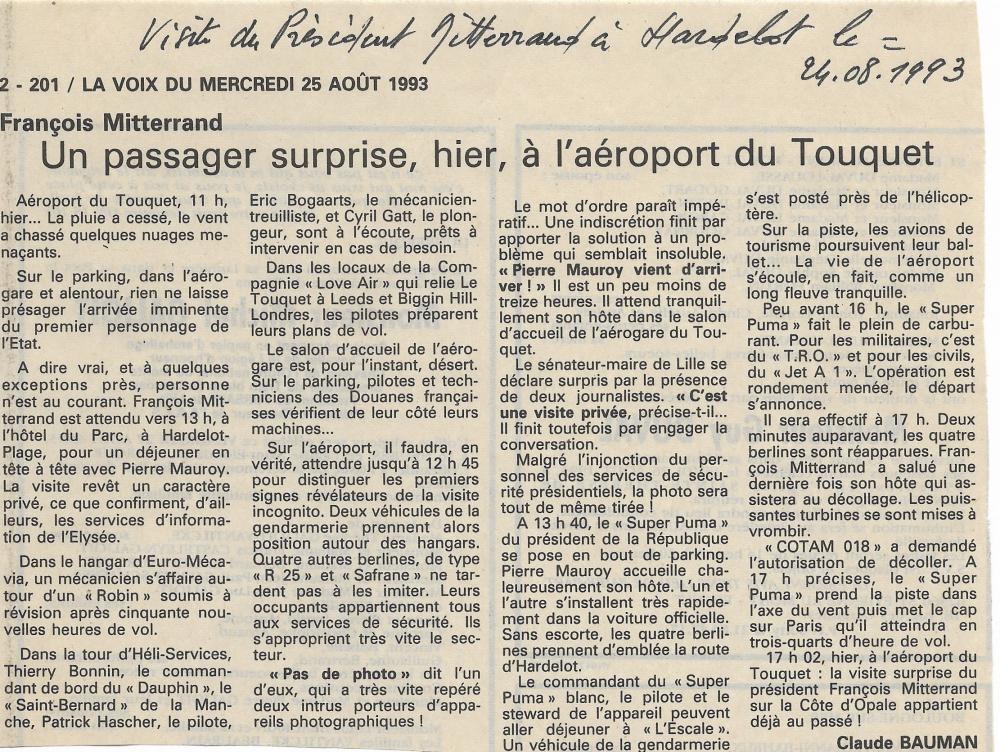 Visite du Président Mitterrand à Hardelot le =
24.08.1993
2 - 201 / LA VOIX DU MERCREDI 25 AOÛT 1993
François Mitterrand
Un passager surprise, hier, à l'aéroport du Touquet
Aéroport du Touquet, 11 h,
hier... La pluie a cessé, le vent
a chassé quelques nuages me-
naçants.
Sur le parking, dans l'aéro-
gare et alentour, rien ne laisse
présager l'arrivée imminente
du premier personnage de
l'Etat.
A dire vrai, et à quelques
exceptions près, personne
n'est au courant. François Mit-
terrand est attendu vers 13 h, à
l'hôtel du Parc, à Hardelot-
Plage, pour un déjeuner en
tête à tête avec Pierre Mauroy.
La visite revêt un caractère
privé, ce que confirment, d'ail-
leurs, les services d'informa-
tion de l'Elysée.
Dans le hangar d'Euro-Méca-
via, un mécanicien s'affaire au-
tour d'un « Robin » soumis à
révision après cinquante nou-
velles heures de vol.
Dans la tour d'Héli-Services,
Thierry Bonnin, le comman-
dant de bord du « Dauphin », le
« Saint-Bernard » de la Man-
che, Patrick Hascher, le pilote,
Eric Bogaarts, le mécanicien-
treuilliste, et Cyril Gatt, le plon-
geur, sont à l'écoute, prêts à
intervenir en cas de besoin.
Dans les locaux de la Com-
pagnie « Love Air » qui relie Le
Touquet à Leeds et Biggin Hill-
Londres, les pilotes préparent
leurs plans de vol.
Le salon d'accueil de l'aéro-
gare est, pour l'instant, désert.
Sur le parking, pilotes et tech-
niciens des Douanes françai-
ses vérifient de leur côté leurs
machines...
Sur l'aéroport, il faudra, en
vérité, attendre jusqu'à 12 h 45
pour distinguer les premiers
signes révélateurs de la visite
incognito. Deux véhicules de la
gendarmerie prennent alors
position autour des hangars.
Quatre autres berlines, de type
« R 25 » et « Safrane » ne tar-
dent pas à les imiter. Leurs
occupants appartiennent tous
aux services de sécurité. Ils
s'approprient très vite le sec-
teur.
« Pas de photo » dit l'un
d'eux, qui a très vite repéré
deux intrus porteurs d'appa-
reils photographiques !
Le mot d'ordre paraît impé-
ratif... Une indiscrétion finit par
apporter la solution à un pro-
blème qui semblait insoluble.
« Pierre Mauroy vient d'arri-
ver ! » Il est un peu moins de
treize heures. Il attend tranquil-
lement son hôte dans le salon
d'accueil de l'aérogare du Tou-
quet.
Le sénateur-maire de Lille se
déclare surpris par la présence
de deux journalistes. « C'est
une visite privée, précise-t-il...
Il finit toutefois par engager la
conversation.
Malgré l'injonction du per-
sonnel des services de sécu-
rité présidentiels, la photo sera
tout de même tirée !
A 13 h 40, le « Super Puma »
du président de la République
se pose en bout de parking.
Pierre Mauroy accueille cha-
leureusement son hôte. L'un et
l'autre s'installent très rapide-
ment dans la voiture officielle.
Sans escorte, les quatre berli-
nes prennent d'emblée la route
d'Hardelot.
Le commandant du « Super
Puma » blanc, le pilote et le
steward de l'appareil peuvent
aller déjeuner à « L'Escale ».
Un véhicule de la gendarmerie
s'est posté près de l'hélicop-
tère.
Sur la piste, les avions de
tourisme poursuivent leur bal-
let... La vie de l'aéroport
s'écoule, en fait, comme un
long fleuve tranquille.
Peu avant 16 h, le « Super
Puma » fait le plein de carbu-
rant. Pour les militaires, c'est
du « T.R.O. » et pour les civils,
du « Jet A 1 ». L'opération est
rondement menée, le départ
s'annonce.
Il sera effectif à 17 h. Deux
minutes auparavant, les quatre
berlines sont réapparues. Fran-
çois Mitterrand a salué une
dernière fois son hôte qui as-
sistera au décollage. Les puis-
santes turbines se sont mises à
vrombir.
« COTAM 018 » a demandé
l'autorisation de décoller. A
17 h précises, le « Super
Puma » prend la piste dans
l'axe du vent puis met le cap
sur Paris qu'il atteindra en
trois-quarts d'heure de vol.
17 h 02, hier, à l'aéroport du
Touquet : la visite surprise du
président François Mitterrand
sur la Côte d'Opale appartient
déjà au passé !
Claude BAUMAN